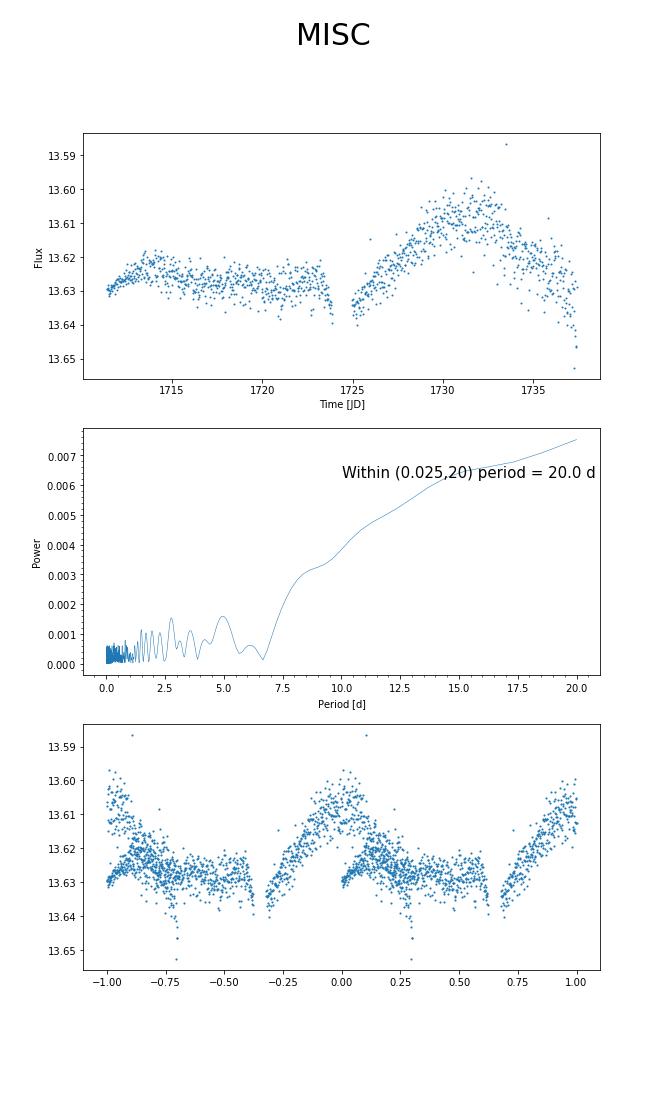 MISC
13.59
13.60
13.61
13.62
13.63
13.64
13.65
Flux
1715 1720 1725 1730 1735
Time [JD]
0.007
0.006
0.005
0.004
0.003
0.002
0.001
0.000
Power
Within (0.025,20) period = 20.0 d
0.0 2.5 5.0 7.5 10.0 12.5 15.0 17.5 20.0
Period [d]
13.59
13.60
13.61
13.62
13.63
13.64
13.65
−1.00 −0.75 −0.50 −0.25 0.00 0.25 0.50 0.75 1.00